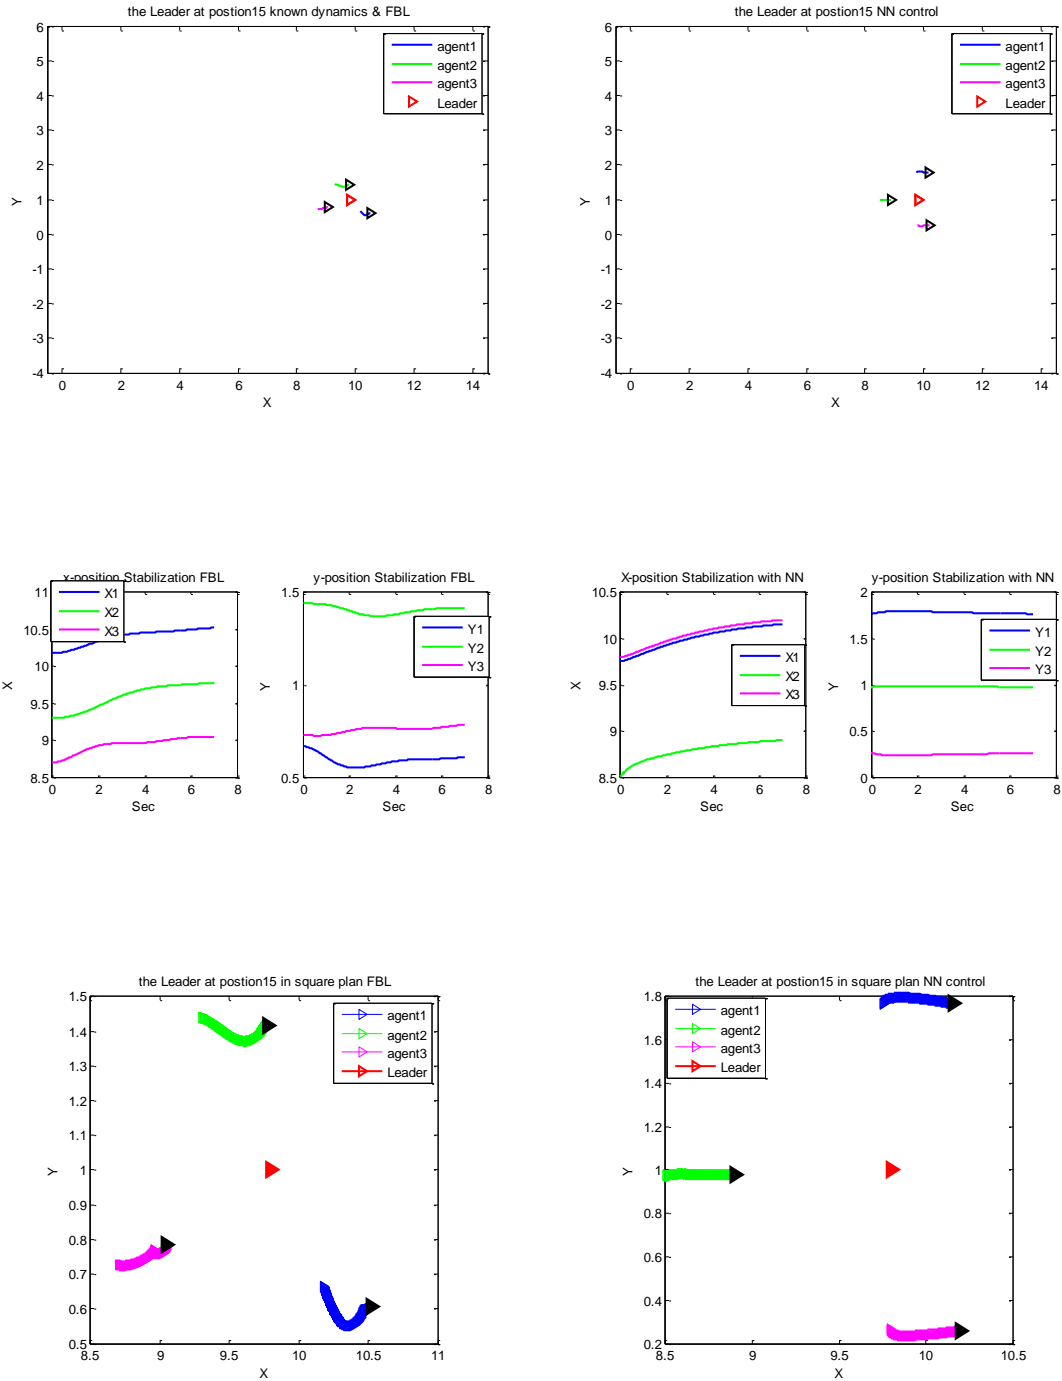 the Leader at postion15 known dynamics & FBL
6
5
4
3
2
1
0
-1
-2
-3
-4
0 2 4 6 8 10 12 14
X
Y
agent1
agent2
agent3
Leader
the Leader at postion15 NN control
6
5
4
3
2
1
0
-1
-2
-3
-4
0 2 4 6 8 10 12 14
X
Y
agent1
agent2
agent3
Leader
x-position Stabilization FBL
11
10.5
10
9.5
9
8.5
0 2 4 6 8
Sec
X
X1
X2
X3
y-position Stabilization FBL
1.5
1
0.5
0 2 4 6 8
Sec
Y
Y1
Y2
Y3
X-position Stabilization with NN
10.5
10
9.5
9
8.5
0 2 4 6 8
Sec
X
X1
X2
X3
y-position Stabilization with NN
2
1.5
1
0.5
0
0 2 4 6 8
Sec
Y
Y1
Y2
Y3
the Leader at postion15 in square plan FBL
1.5
1.4
1.3
1.2
1.1
1
0.9
0.8
0.7
0.6
0.5
8.5 9 9.5 10 10.5 11
X
Y
agent1
agent2
agent3
Leader
the Leader at postion15 in square plan NN control
1.8
1.6
1.4
1.2
1
0.8
0.6
0.4
0.2
8.5 9 9.5 10 10.5
X
Y
agent1
agent2
agent3
Leader